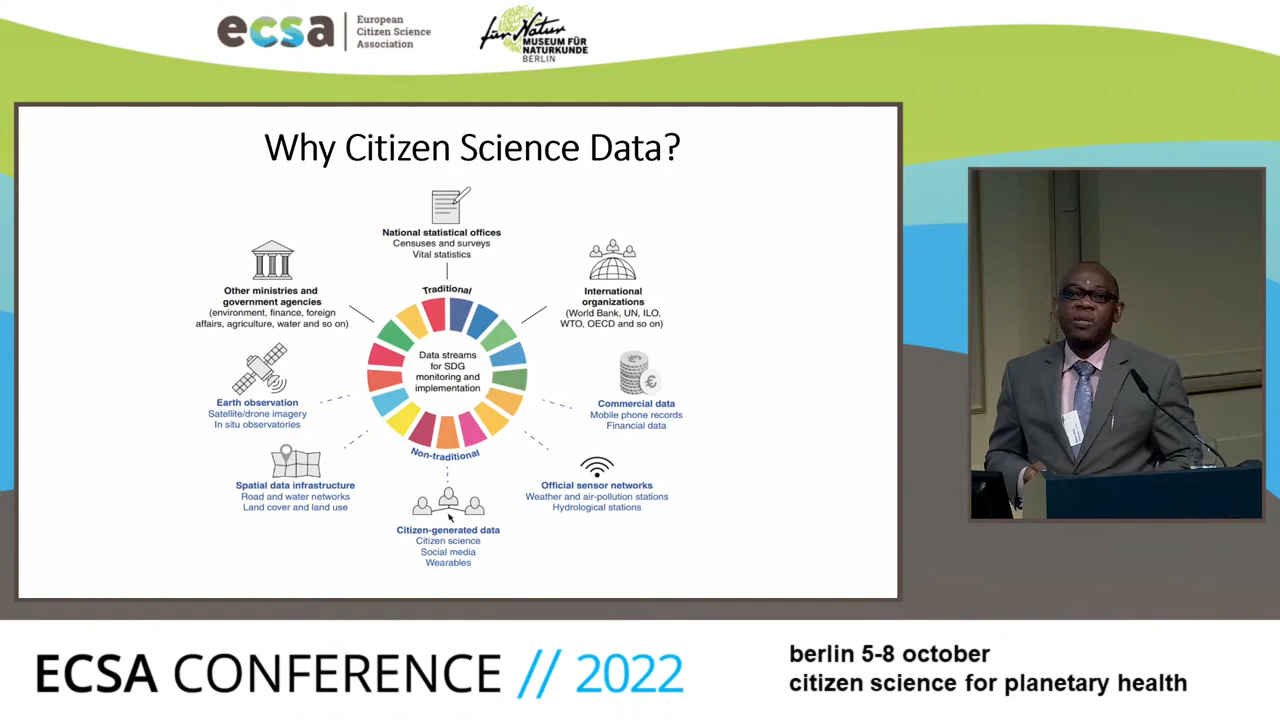 ecsa
European
Citizen Science
Association
für Natur
MUSEUM FÜR
NATURKUNDE
BERLIN
Why Citizen Science Data?
National statistical offices
Censuses and surveys
Vital statistics
Other ministries and
government agencies
(environment, finance, foreign
affairs, agriculture, water and so on)
International
organizations
(World Bank, UN, ILO,
WTO, OECD and so on)
Traditional
Data streams
for SDG
monitoring and
implementation
Non-traditional
Earth observation
Satellite/drone imagery
In situ observatories
Commercial data
Mobile phone records
Financial data
Spatial data infrastructure
Road and water networks
Land cover and land use
Official sensor networks
Weather and air-pollution stations
Hydrological stations
Citizen-generated data
Citizen science
Social media
Wearables
ECSA CONFERENCE // 2022
berlin 5-8 october
citizen science for planetary health